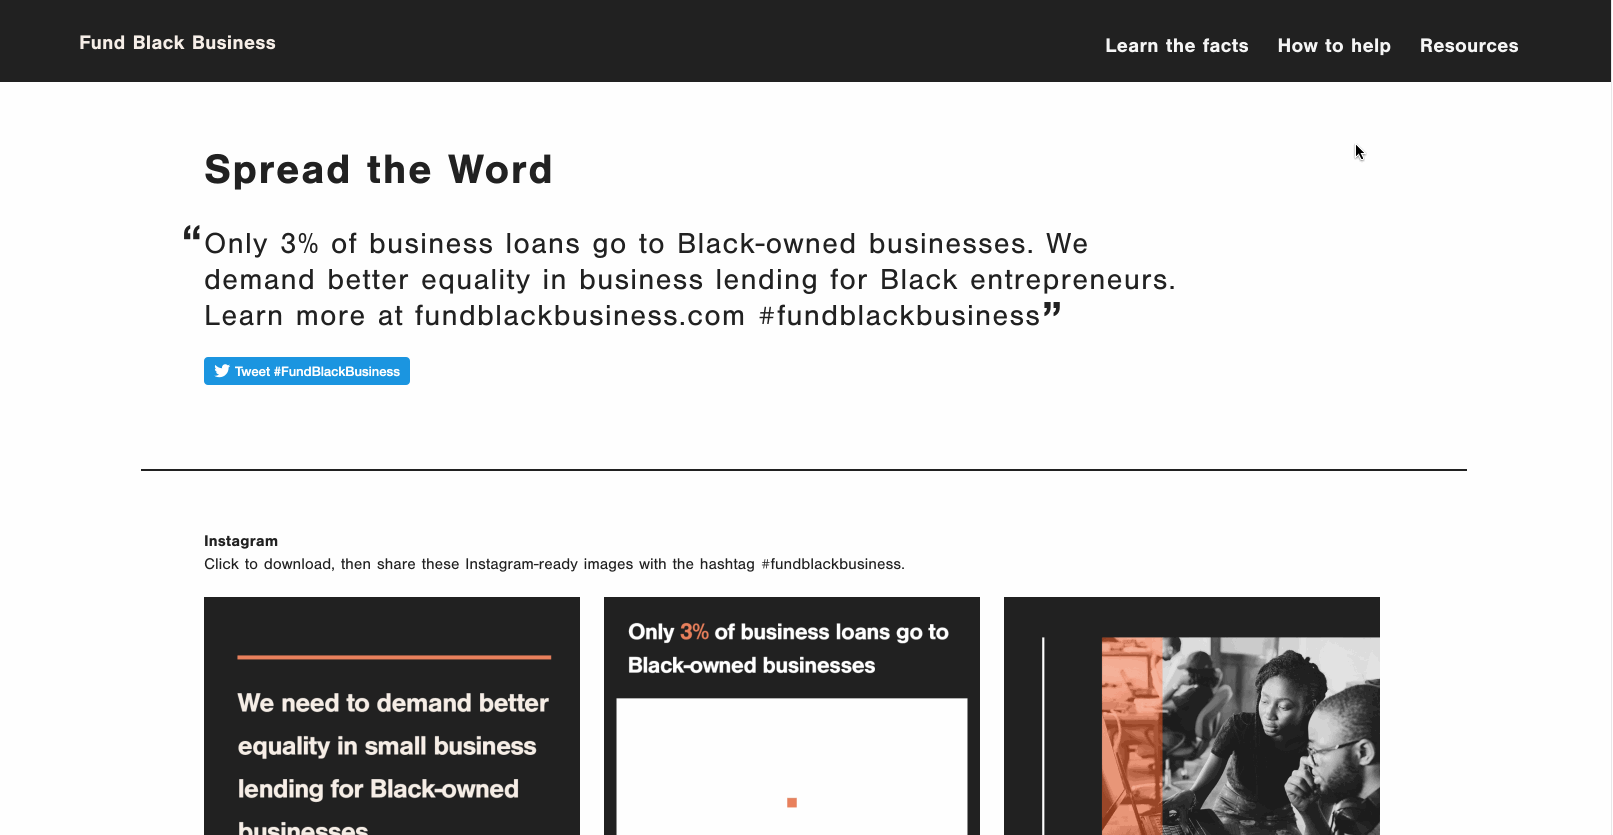 Fund Black Business
Learn the facts How to help Resources
Spread the Word
“Only 3% of business loans go to Black-owned businesses. We
demand better equality in business lending for Black entrepreneurs.
Learn more at fundblackbusiness.com #fundblackbusiness”
Tweet #FundBlackBusiness
Instagram
Click to download, then share these Instagram-ready images with the hashtag #fundblackbusiness.
We need to demand better
equality in small business
lending for Black-owned
businesses
Only 3% of business loans go to
Black-owned businesses